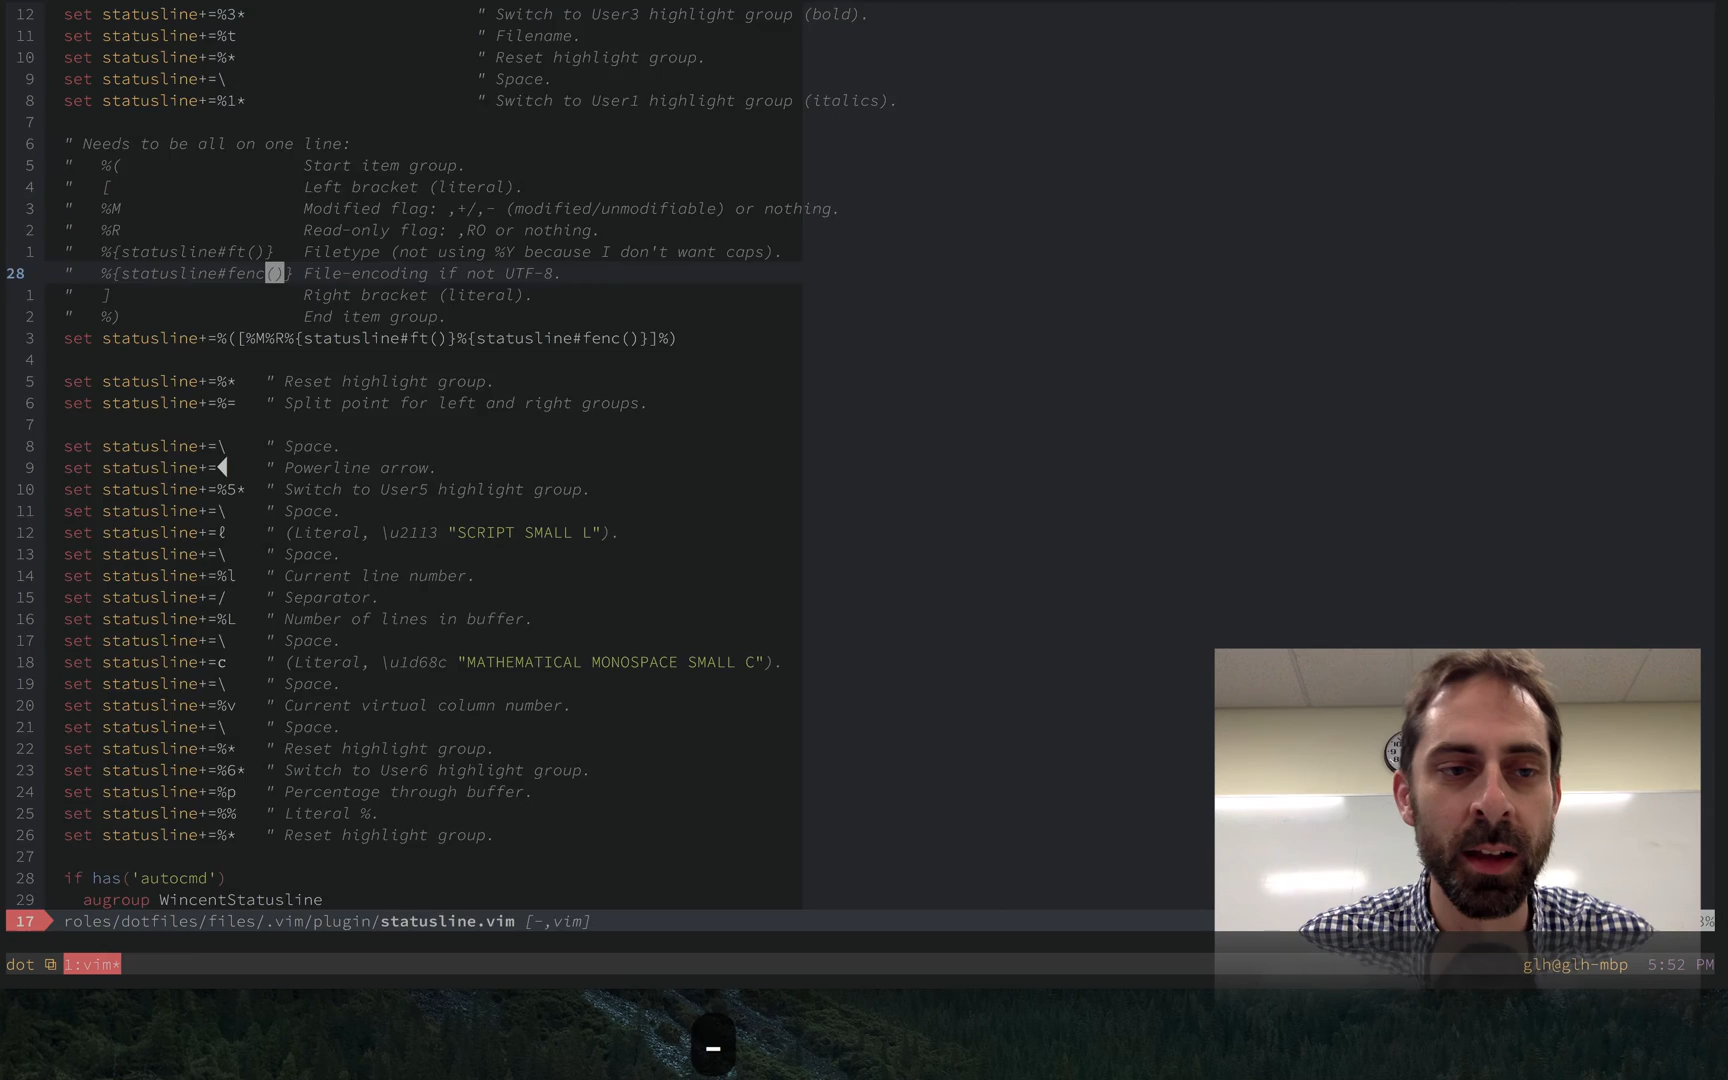 12 set statusline+=%3* " Switch to User3 highlight group (bold).
11 set statusline+=%t " Filename.
10 set statusline+=%* " Reset highlight group.
9 set statusline+=\ " Space.
8 set statusline+=%1* " Switch to User1 highlight group (italics).
7
6 " Needs to be all on one line:
5 " %( Start item group.
4 " [ Left bracket (literal).
3 " %M Modified flag: ,+/,- (modified/unmodifiable) or nothing.
2 " %R Read-only flag: ,RO or nothing.
1 " %{statusline#ft()} Filetype (not using %Y because I don't want caps).
28 " %{statusline#fenc()} File-encoding if not UTF-8.
1 " ] Right bracket (literal).
2 " %) End item group.
3 set statusline+=%([%M%R%{statusline#ft()}%{statusline#fenc()}]%)
4
5 set statusline+=%* " Reset highlight group.
6 set statusline+=%= " Split point for left and right groups.
7
8 set statusline+=\ " Space.
9 set statusline+= " Powerline arrow.
10 set statusline+=%5* " Switch to User5 highlight group.
11 set statusline+=\ " Space.
12 set statusline+=ℓ " (Literal, \u2113 "SCRIPT SMALL L").
13 set statusline+=\ " Space.
14 set statusline+=%l " Current line number.
15 set statusline+=/ " Separator.
16 set statusline+=%L " Number of lines in buffer.
17 set statusline+=\ " Space.
18 set statusline+=𝚌 " (Literal, \u1d68c "MATHEMATICAL MONOSPACE SMALL C").
19 set statusline+=\ " Space.
20 set statusline+=%v " Current virtual column number.
21 set statusline+=\ " Space.
22 set statusline+=%* " Reset highlight group.
23 set statusline+=%6* " Switch to User6 highlight group.
24 set statusline+=%p " Percentage through buffer.
25 set statusline+=%% " Literal %.
26 set statusline+=%* " Reset highlight group.
27
28 if has('autocmd')
29 augroup WincentStatusline
17 roles/dotfiles/files/.vim/plugin/statusline.vim [-,vim]
dot 1:vim* glh@glh-mbp 5:52 PM